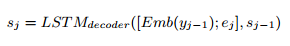 s_j = LSTM_{decoder}([Emb(y_{j-1}); e_j], s_{j-1})